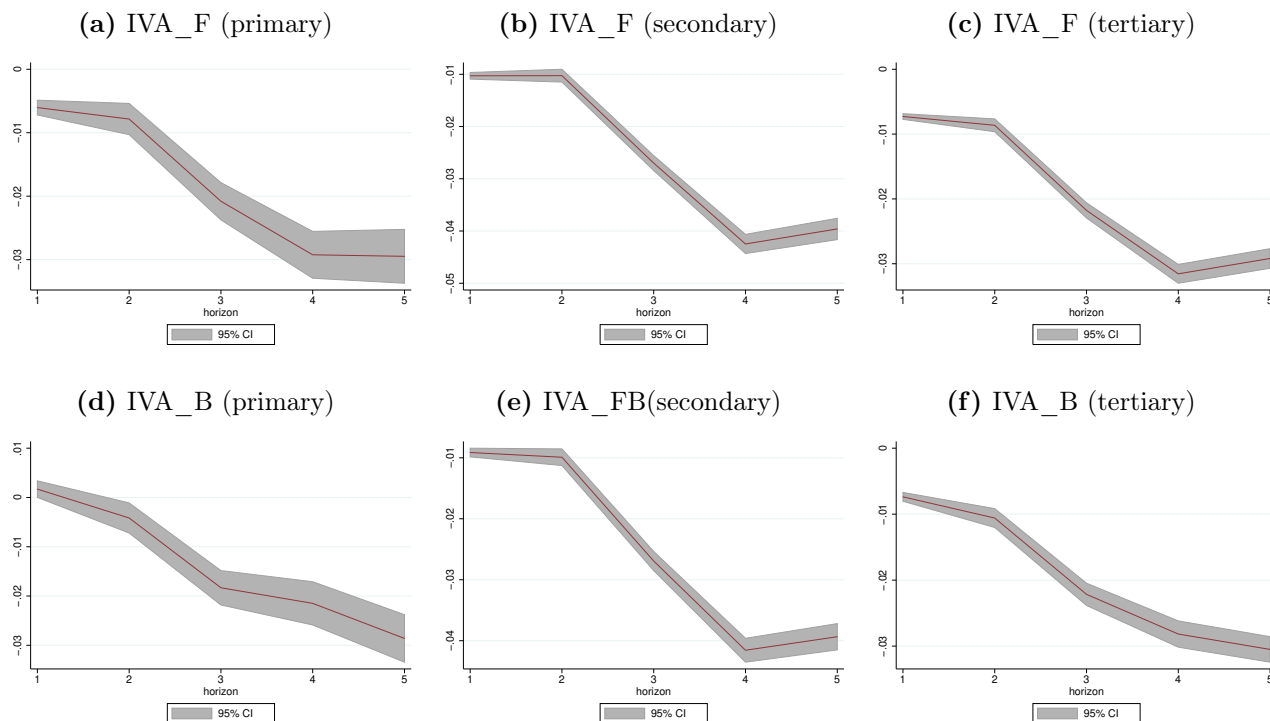 (a) IVA_F (primary)
(b) IVA_F (secondary)
(c) IVA_F (tertiary)
0
-.01
-.02
-.03
1 2 3 4 5
horizon
95% CI
-.01
-.02
-.03
-.04
-.05
1 2 3 4 5
horizon
95% CI
0
-.01
-.02
-.03
1 2 3 4 5
horizon
95% CI
(d) IVA_B (primary)
(e) IVA_FB(secondary)
(f) IVA_B (tertiary)
.01
0
-.01
-.02
-.03
1 2 3 4 5
horizon
95% CI
-.01
-.02
-.03
-.04
1 2 3 4 5
horizon
95% CI
0
-.01
-.02
-.03
1 2 3 4 5
horizon
95% CI